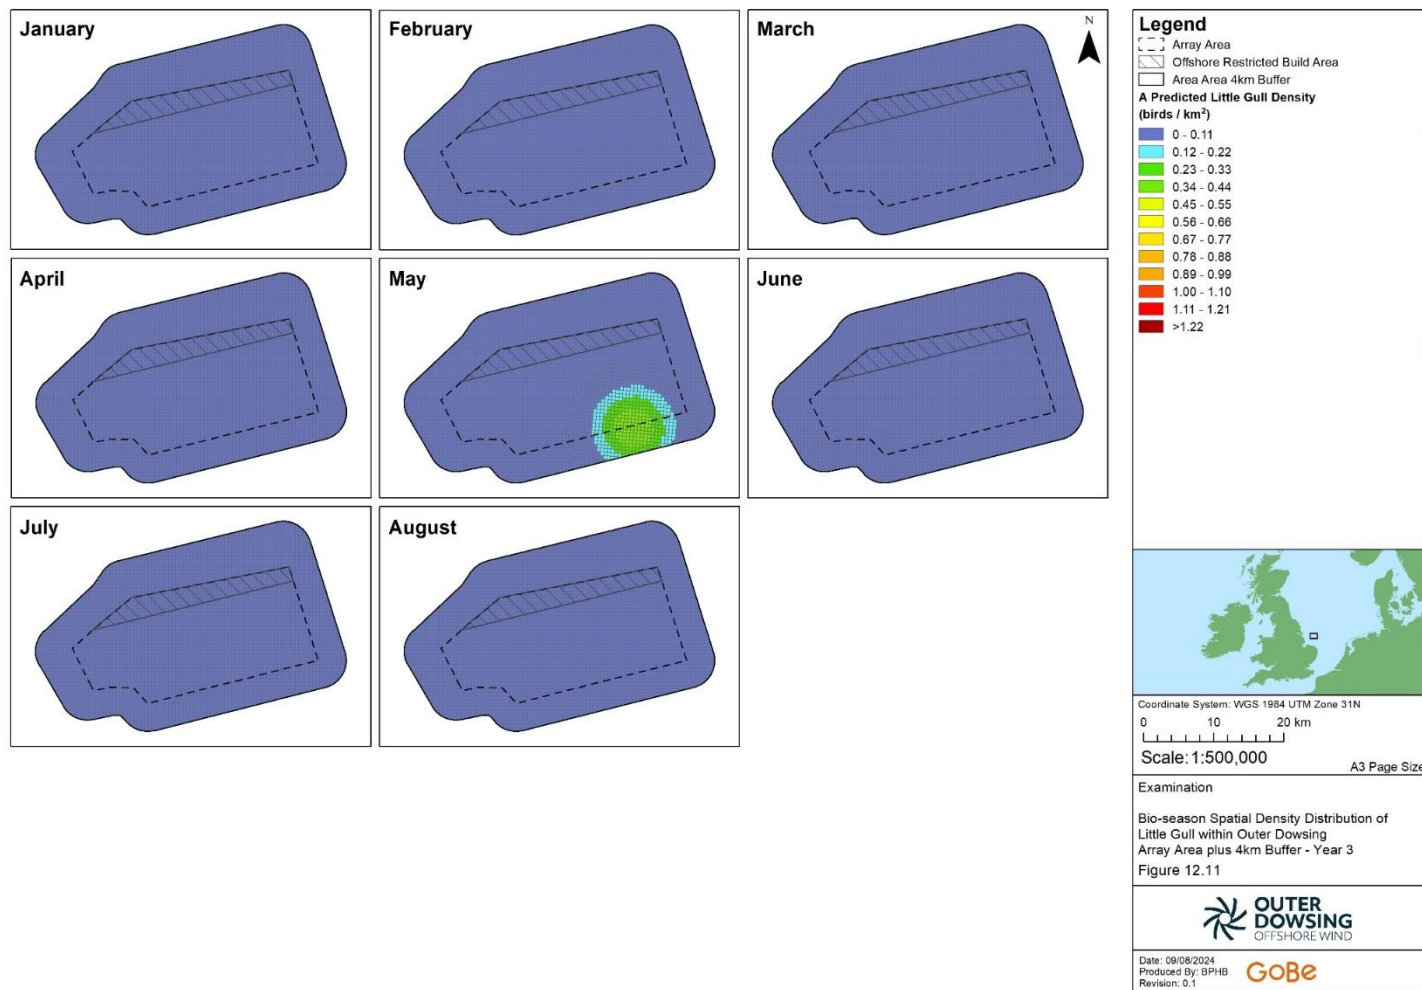 January
February
March
N
April
May
June
July
August
Legend
Array Area
Offshore Restricted Build Area
Area Area 4km Buffer
A Predicted Little Gull Density
(birds / km²)
0 - 0.11
0.12 - 0.22
0.23 - 0.33
0.34 - 0.44
0.45 - 0.55
0.56 - 0.66
0.67 - 0.77
0.78 - 0.88
0.89 - 0.99
1.00 - 1.10
1.11 - 1.21
>1.22
Coordinate System: WGS 1984 UTM Zone 31N
0 10 20 km
Scale: 1:500,000
A3 Page Size
Examination
Bio-season Spatial Density Distribution of
Little Gull within Outer Dowsing
Array Area plus 4km Buffer - Year 3
Figure 12.11
OUTER
DOWSING
OFFSHORE WIND
Date: 09/08/2024
Produced By: BPHB
Revision: 0.1
GoBe